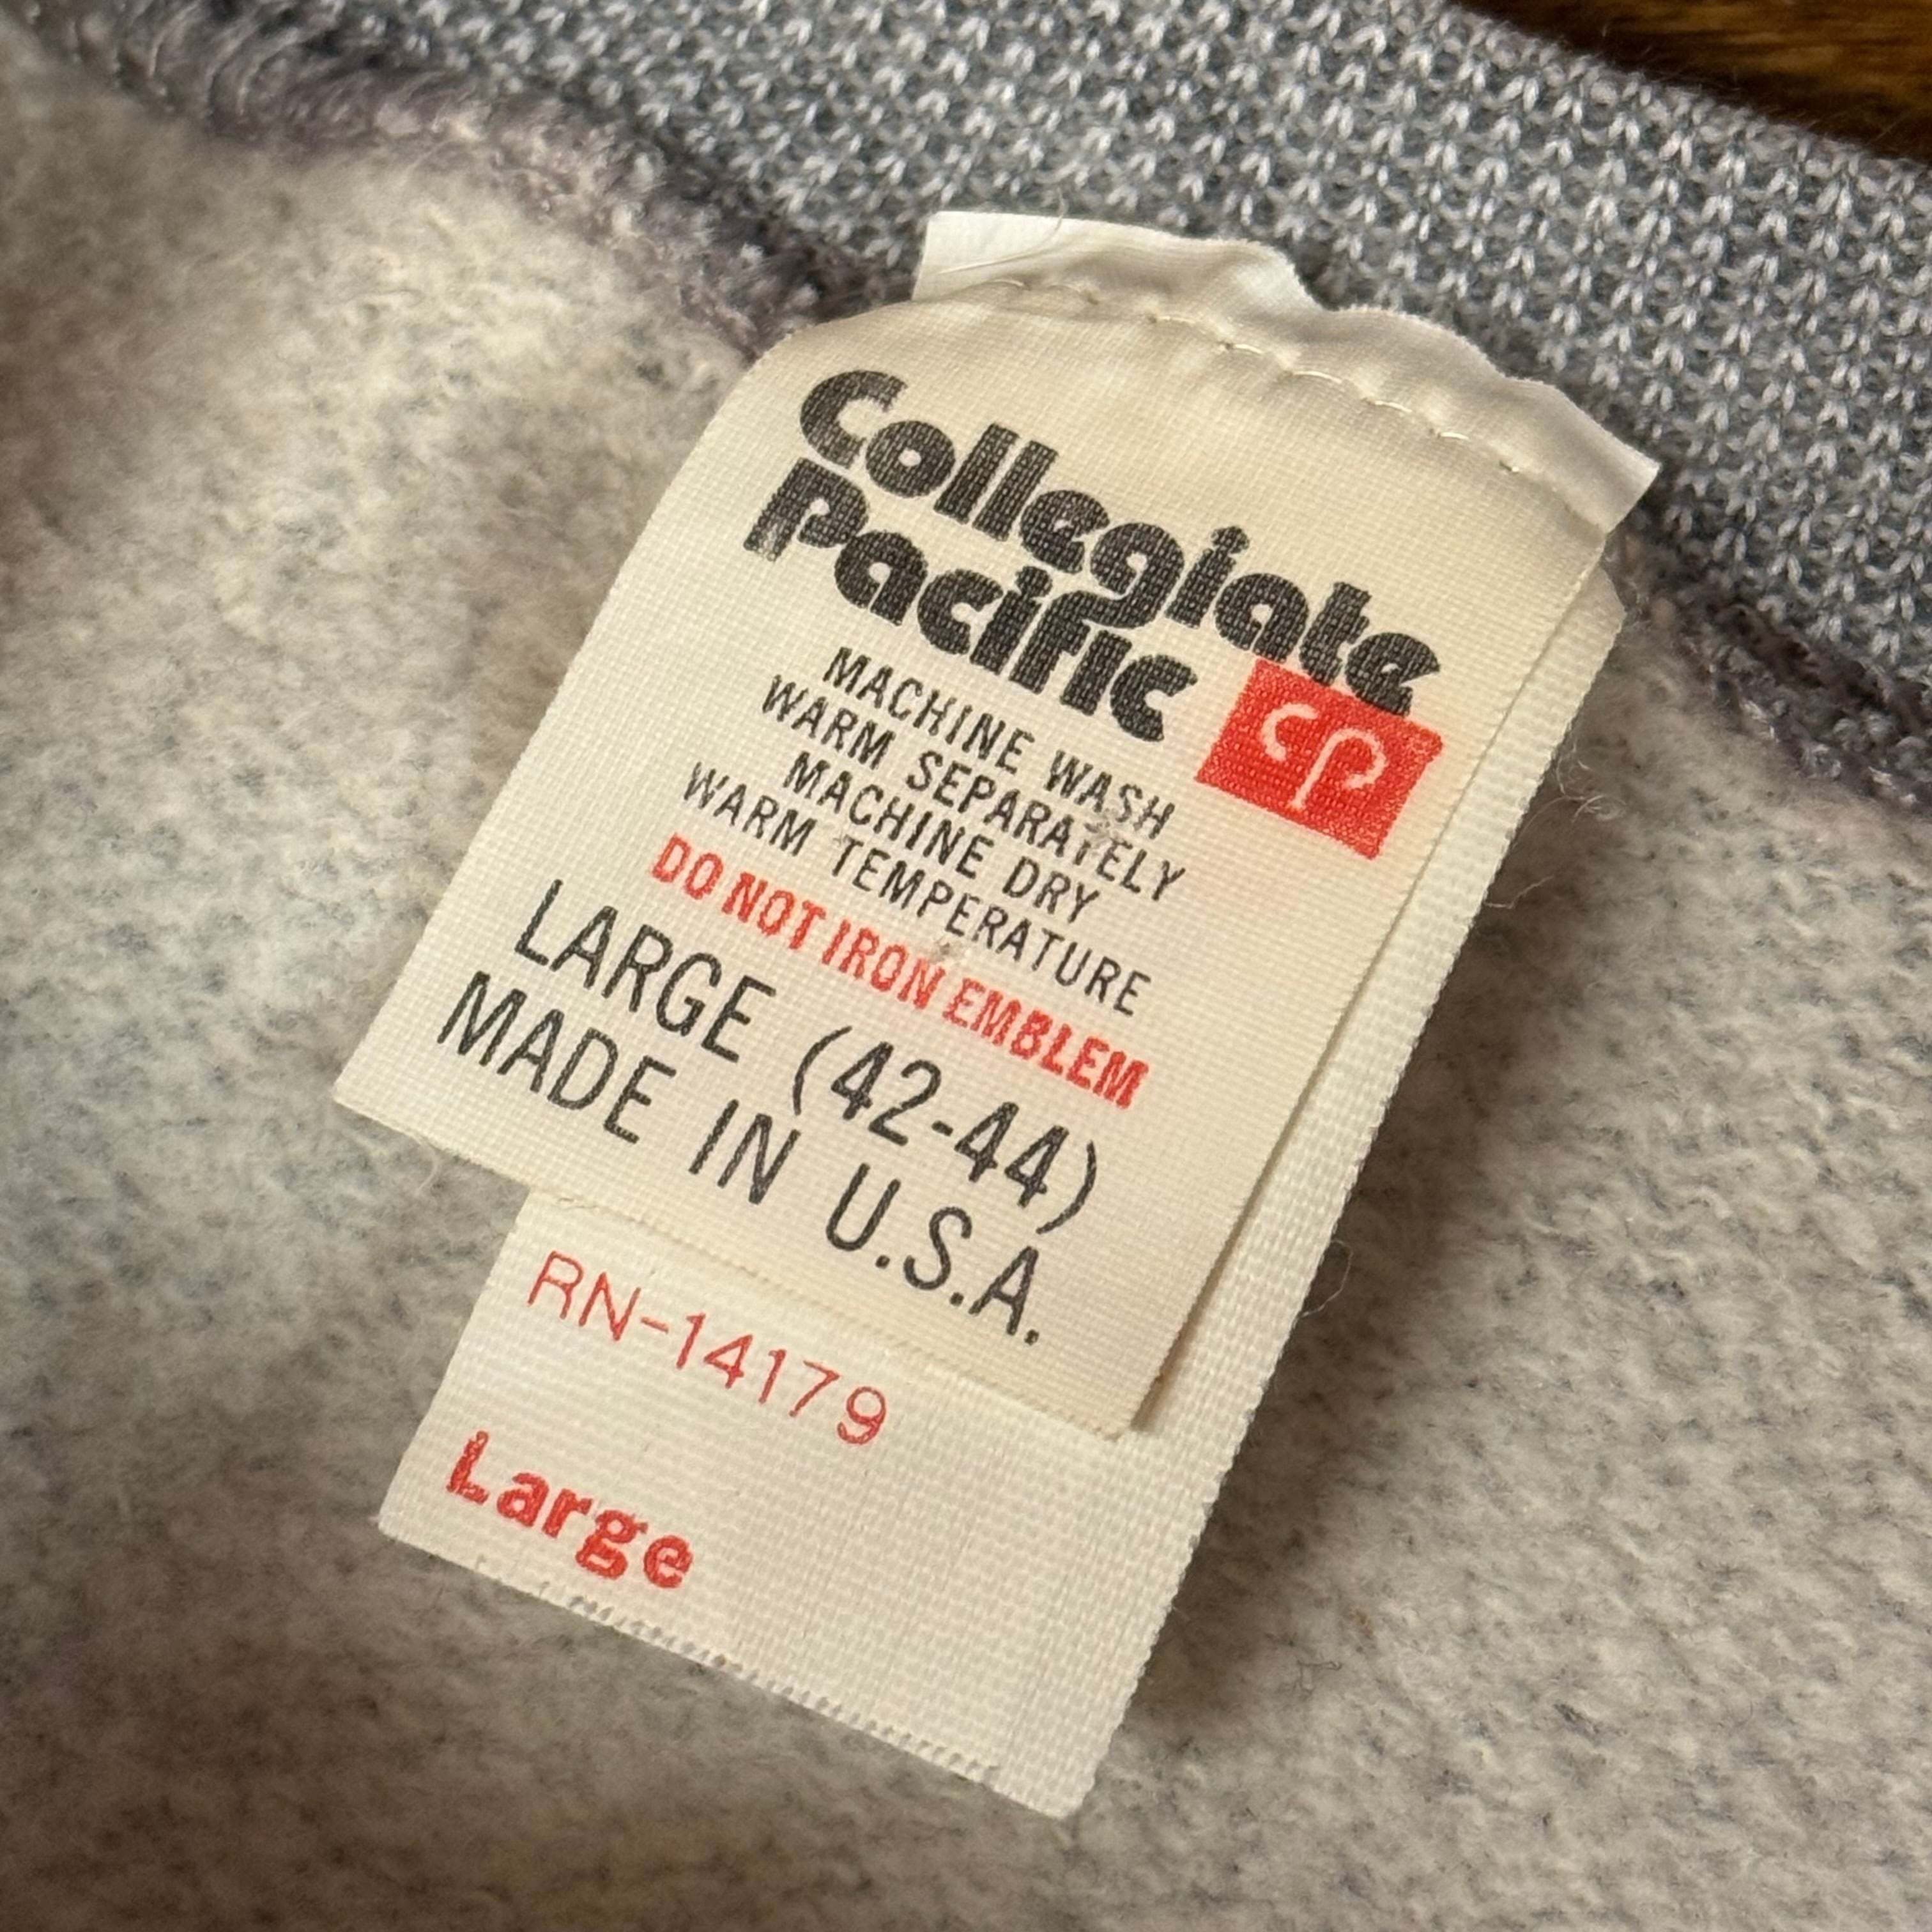 Collegiate
Pacific
cp
MACHINE WASH
WARM SEPARATELY
MACHINE DRY
WARM TEMPERATURE
DO NOT IRON EMBLEM
LARGE (42-44)
MADE IN U.S.A.
RN-14179
Large